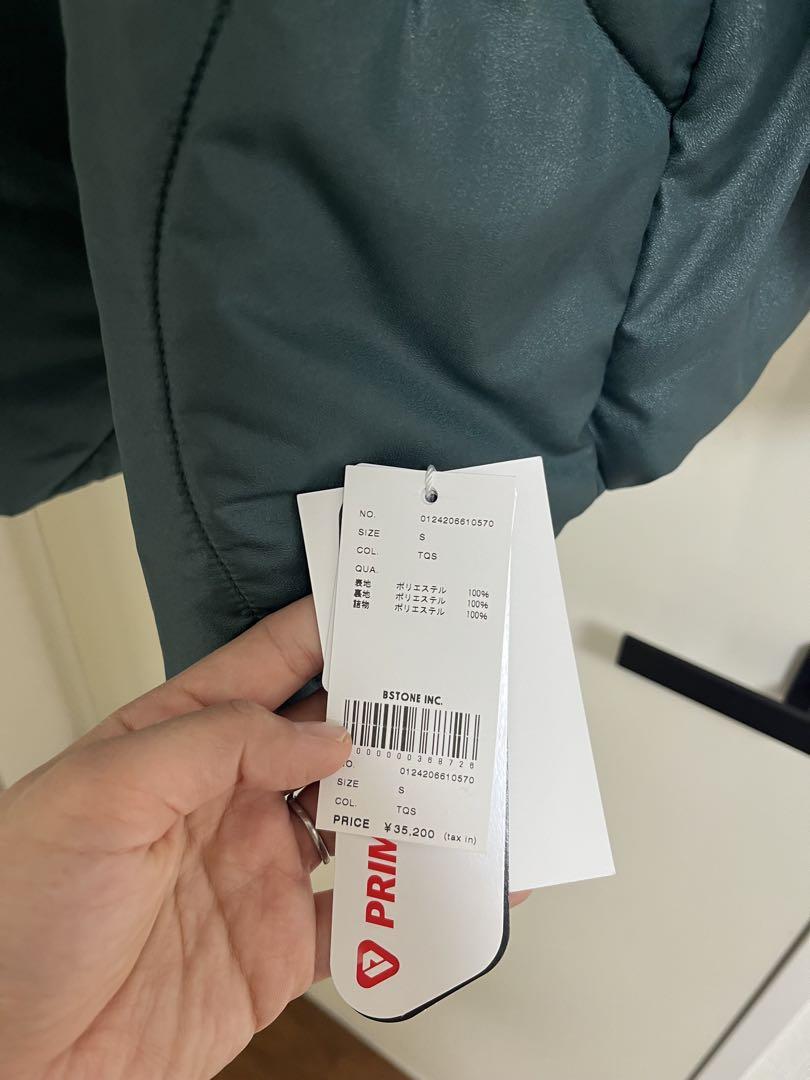 NO. 0124206610570
SIZE S
COL. TQS
QUA.
表地 ポリエステル 100%
裏地 ポリエステル 100%
詰物 ポリエステル 100%
BSTONE INC.
0000000368726
NO. 0124206610570
SIZE S
COL. TQS
PRICE ¥35,200 (tax in)